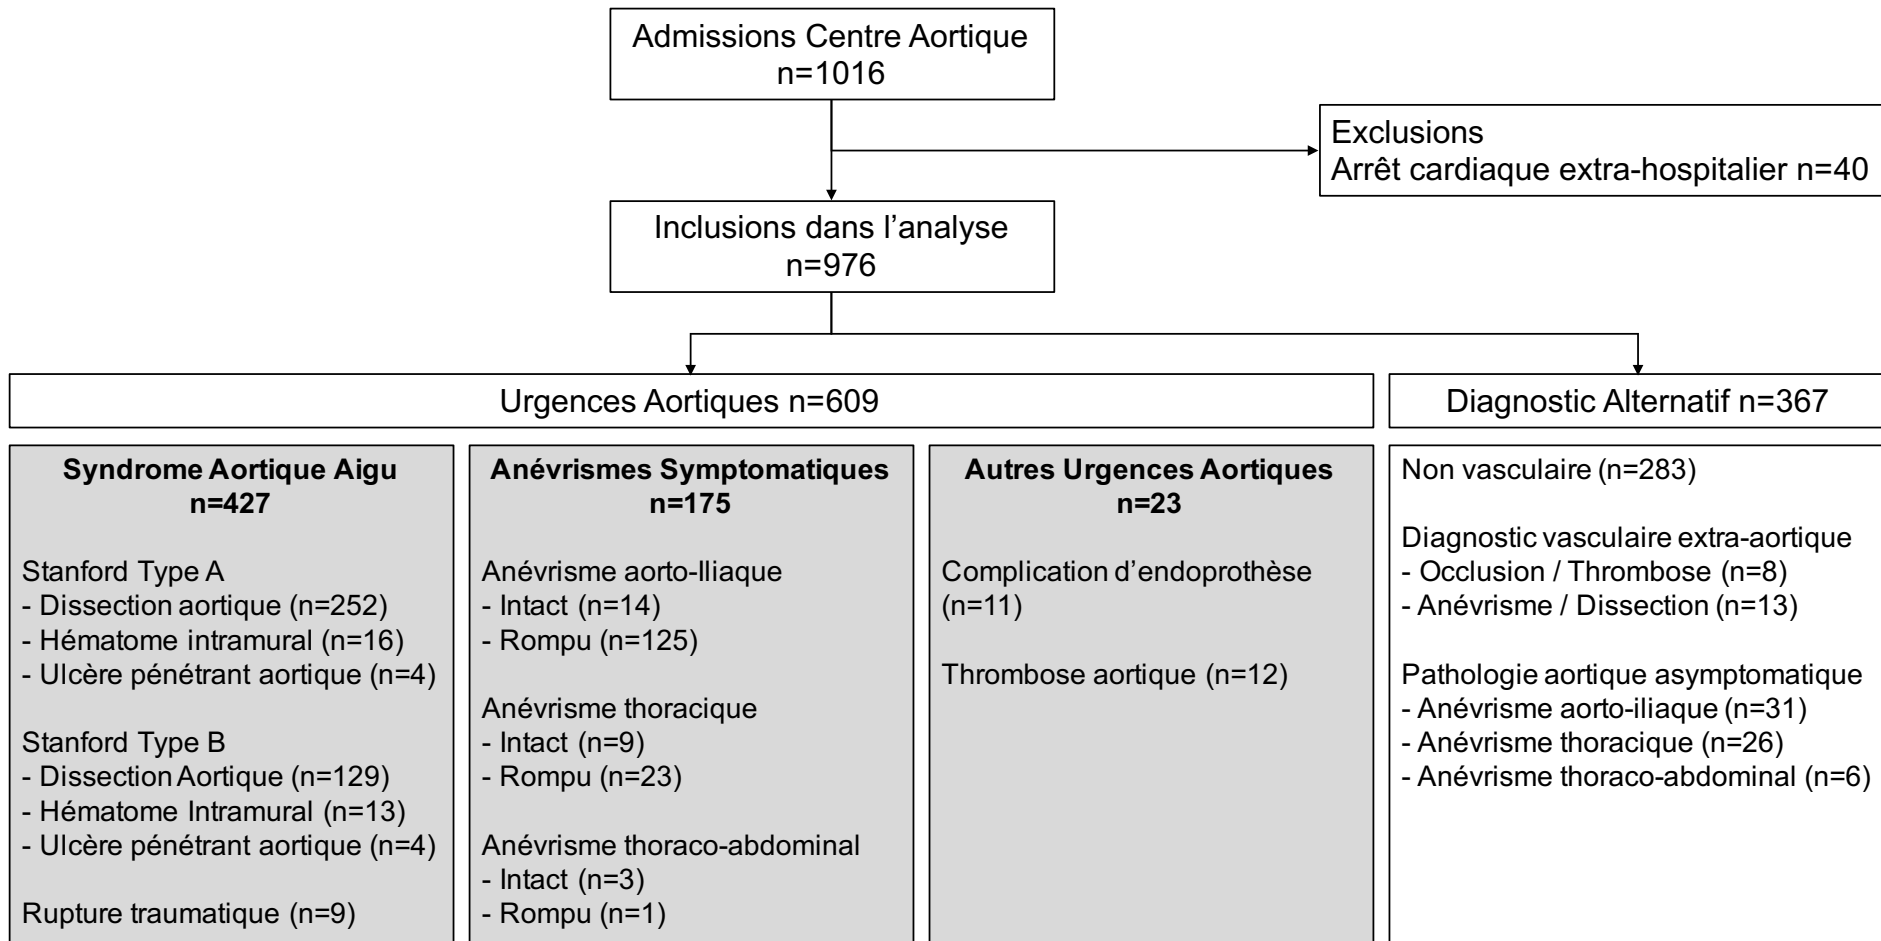 Admissions Centre Aortique
n=1016
Exclusions
Arrêt cardiaque extra-hospitalier n=40
Inclusions dans l’analyse
n=976
Urgences Aortiques n=609
Diagnostic Alternatif n=367
Syndrome Aortique Aigu
n=427
Stanford Type A
- Dissection aortique (n=252)
- Hématome intramural (n=16)
- Ulcère pénétrant aortique (n=4)
Stanford Type B
- Dissection Aortique (n=129)
- Hématome Intramural (n=13)
- Ulcère pénétrant aortique (n=4)
Rupture traumatique (n=9)
Anévrismes Symptomatiques
n=175
Anévrisme aorto-Iliaque
- Intact (n=14)
- Rompu (n=125)
Anévrisme thoracique
- Intact (n=9)
- Rompu (n=23)
Anévrisme thoraco-abdominal
- Intact (n=3)
- Rompu (n=1)
Autres Urgences Aortiques
n=23
Complication d’endoprothèse
(n=11)
Thrombose aortique (n=12)
Non vasculaire (n=283)
Diagnostic vasculaire extra-aortique
- Occlusion / Thrombose (n=8)
- Anévrisme / Dissection (n=13)
Pathologie aortique asymptomatique
- Anévrisme aorto-iliaque (n=31)
- Anévrisme thoracique (n=26)
- Anévrisme thoraco-abdominal (n=6)